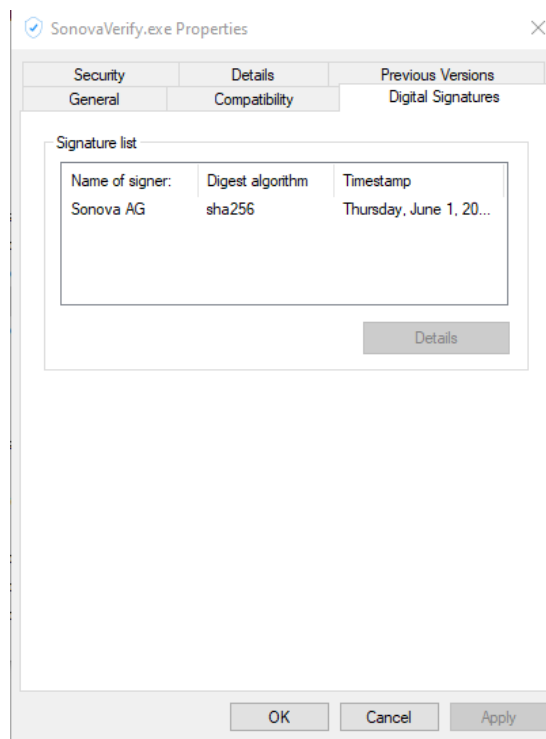 SonovaVerify.exe Properties
Security Details Previous Versions
General Compatibility Digital Signatures
Signature list
Name of signer: Digest algorithm Timestamp
Sonova AG sha256 Thursday, June 1, 20...
Details
OK Cancel Apply